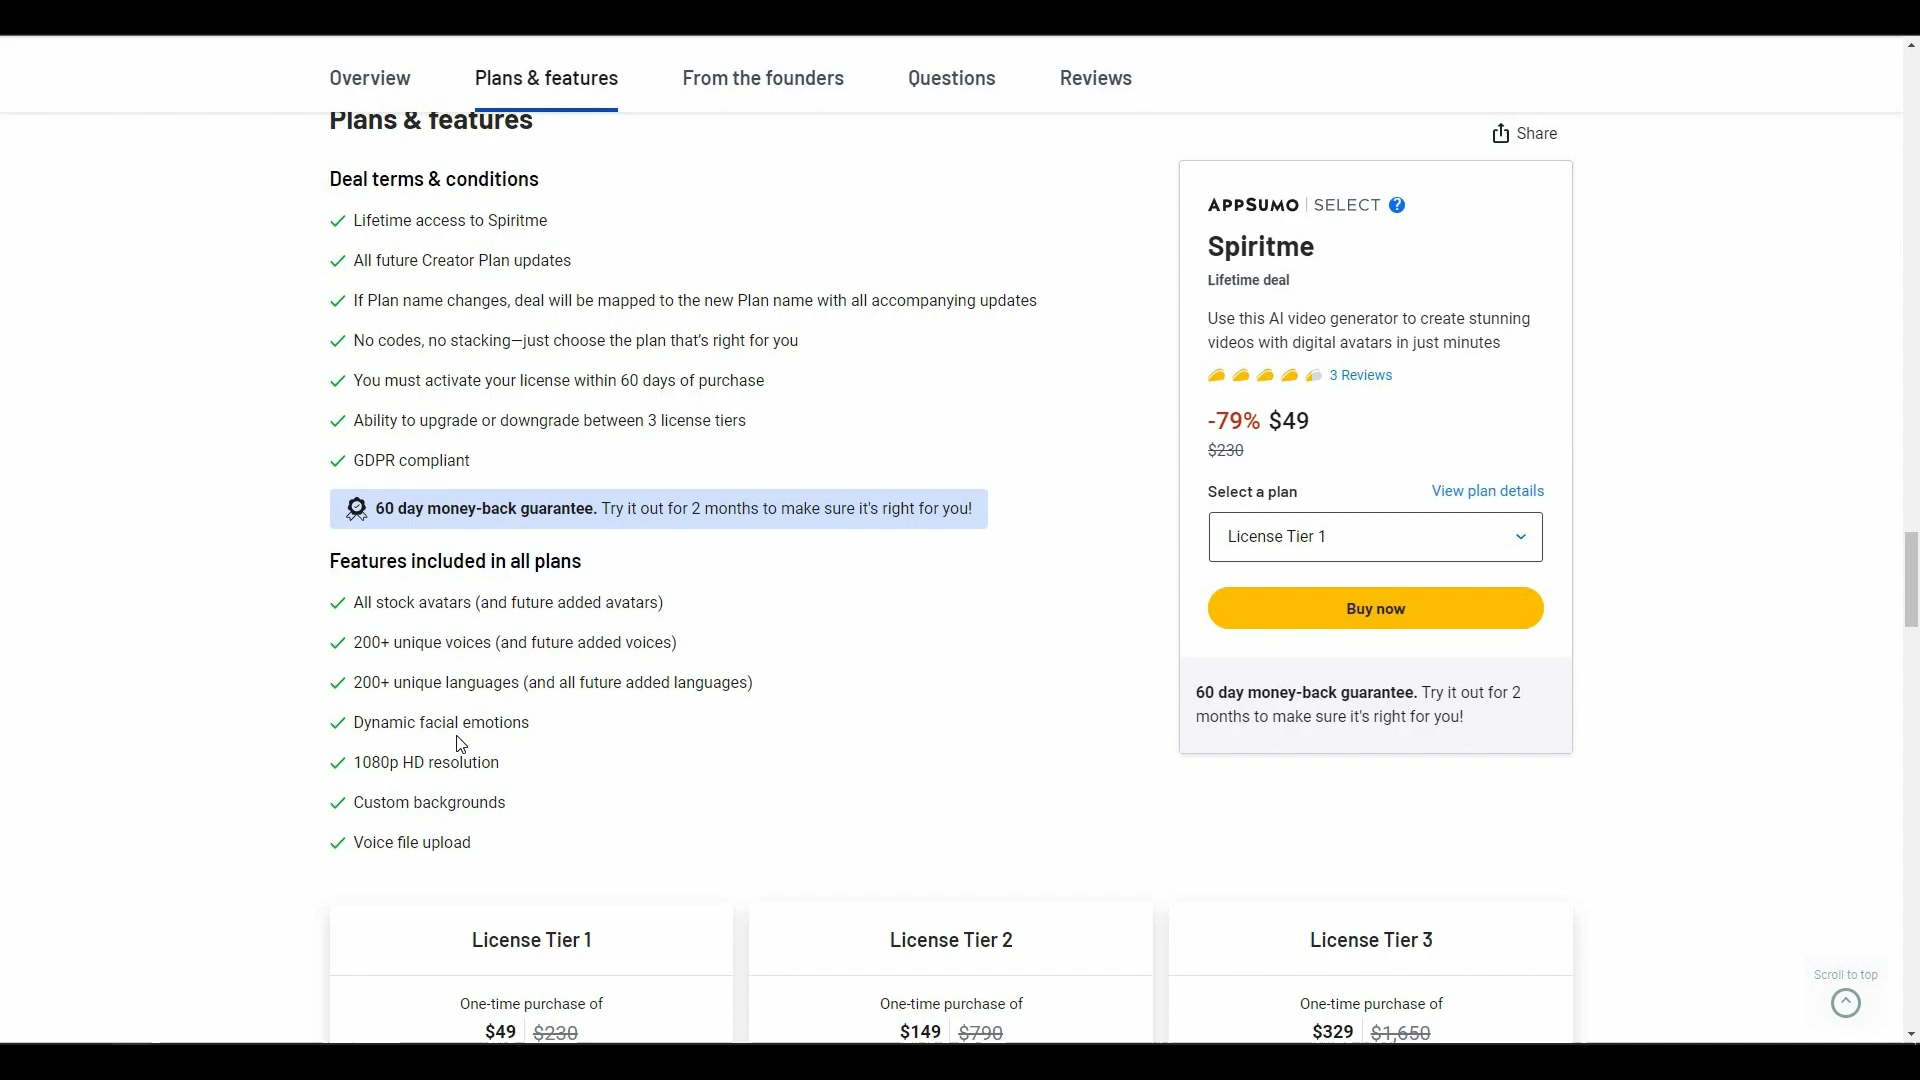 Overview
Plans & features
From the founders
Questions
Reviews
Plans & features
Share
Deal terms & conditions
Lifetime access to Spiritme
All future Creator Plan updates
If Plan name changes, deal will be mapped to the new Plan name with all accompanying updates
No codes, no stacking—just choose the plan that's right for you
You must activate your license within 60 days of purchase
Ability to upgrade or downgrade between 3 license tiers
GDPR compliant
60 day money-back guarantee. Try it out for 2 months to make sure it's right for you!
Features included in all plans
All stock avatars (and future added avatars)
200+ unique voices (and future added voices)
200+ unique languages (and all future added languages)
Dynamic facial emotions
1080p HD resolution
Custom backgrounds
Voice file upload
APPSUMO | SELECT ?
Spiritme
Lifetime deal
Use this AI video generator to create stunning
videos with digital avatars in just minutes
3 Reviews
-79% $49
$230
Select a plan
View plan details
License Tier 1
Buy now
60 day money-back guarantee. Try it out for 2
months to make sure it's right for you!
License Tier 1
One-time purchase of
$49 $230
License Tier 2
One-time purchase of
$149 $790
License Tier 3
One-time purchase of
$329 $1,650
Scroll to top